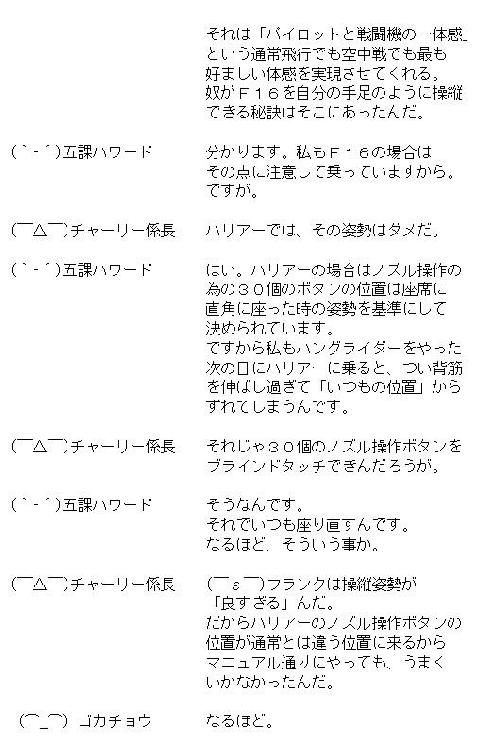 それは「パイロットと戦闘機の一体感」
という通常飛行でも空中戦でも最も
好ましい体感を実現させてくれる。
奴がＦ１６を自分の手足のように操縦
できる秘訣はそこにあったんだ。
(｀-´)五課ハワード 分かります。私もＦ１６の場合は
その点に注意して乗っていますから。
ですが。
(￣△￣)チャーリー係長 ハリアーでは、その姿勢はダメだ。
(｀-´)五課ハワード はい。ハリアーの場合はノズル操作の
為の３０個のボタンの位置は座席に
直角に座った時の姿勢を基準にして
決められています。
ですから私もハングライダーをやった
次の日にハリアーに乗ると、つい背筋
を伸ばし過ぎて「いつもの位置」から
ずれてしまうんです。
(￣△￣)チャーリー係長 それじゃ３０個のノズル操作ボタンを
ブラインドタッチできんだろうが。
(｀-´)五課ハワード そうなんです。
それでいつも座り直すんです。
なるほど、そういう事か。
(￣△￣)チャーリー係長 (￣ε￣)フランクは操縦姿勢が
「良すぎる」んだ。
だからハリアーのノズル操作ボタンの
位置が通常とは違う位置に来るから
マニュアル通りにやっても、うまく
いかなかったんだ。
(⌒_⌒) ゴカチョウ なるほど。